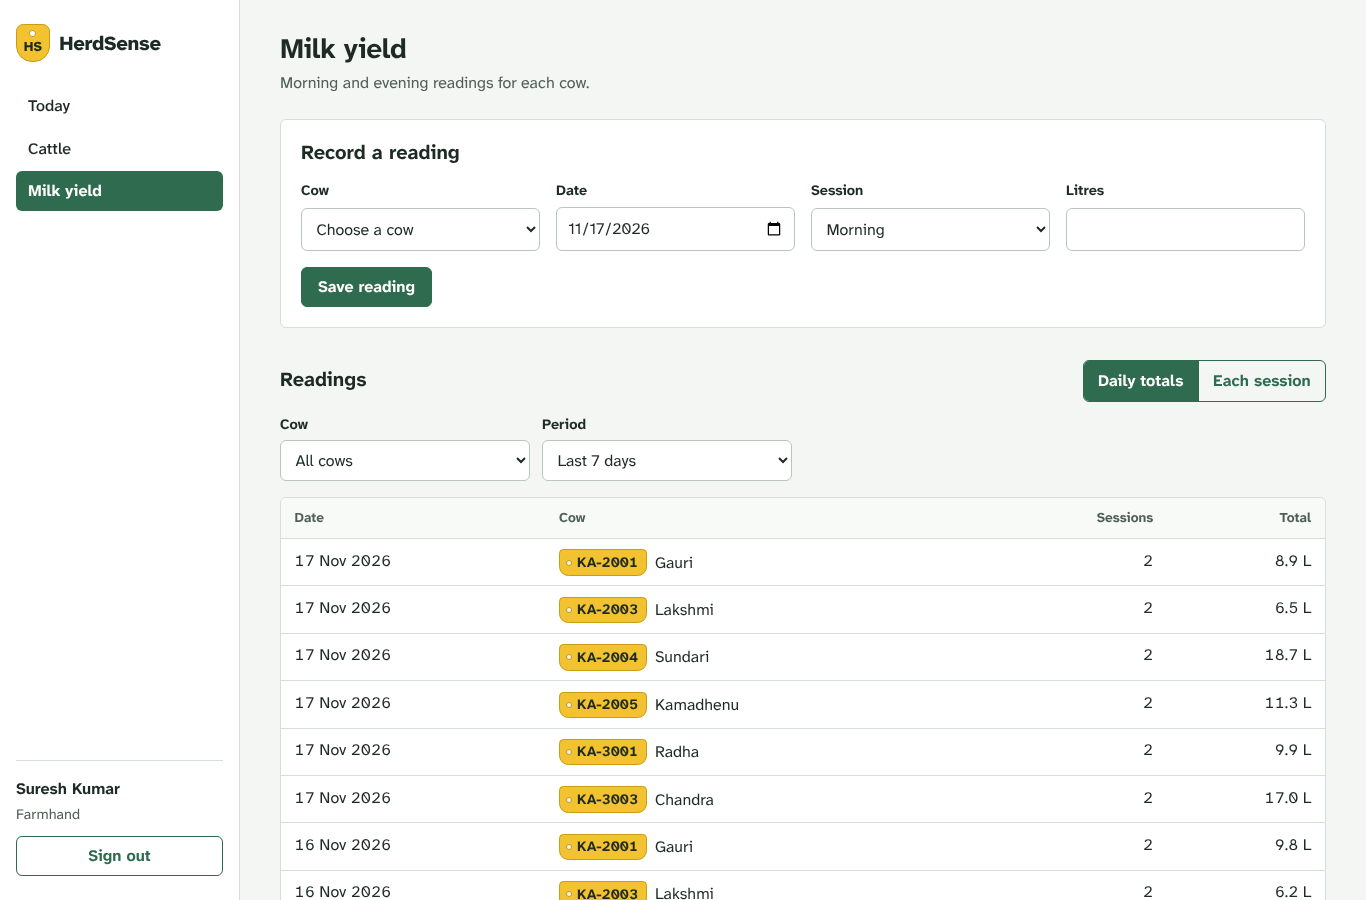 HS HerdSense
Today
Cattle
Milk yield
Suresh Kumar
Farmhand
Sign out
Milk yield
Morning and evening readings for each cow.
Record a reading
Cow Date Session Litres
Choose a cow 11/17/2026 Morning
Save reading
Readings
Daily totals Each session
Cow Period
All cows Last 7 days
Date Cow Sessions Total
17 Nov 2026 KA-2001 Gauri 2 8.9 L
17 Nov 2026 KA-2003 Lakshmi 2 6.5 L
17 Nov 2026 KA-2004 Sundari 2 18.7 L
17 Nov 2026 KA-2005 Kamadhenu 2 11.3 L
17 Nov 2026 KA-3001 Radha 2 9.9 L
17 Nov 2026 KA-3003 Chandra 2 17.0 L
16 Nov 2026 KA-2001 Gauri 2 9.8 L
16 Nov 2026 KA-2003 Lakshmi 2 6.2 L